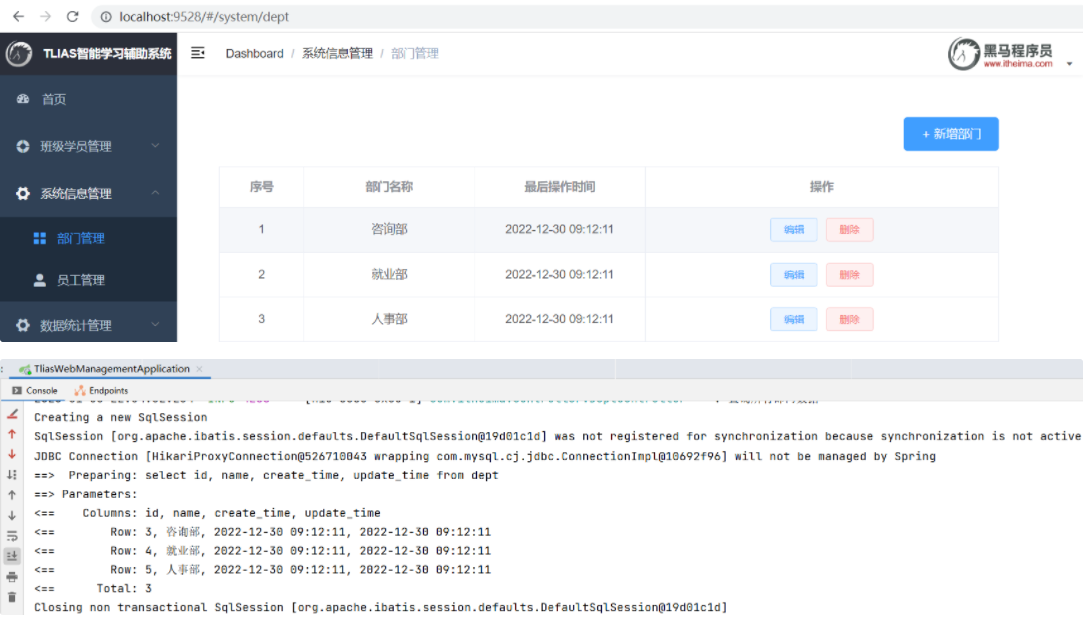 localhost:9528/#/system/dept
TLIAS智能学习辅助系统
Dashboard / 系统信息管理 / 部门管理
黑马程序员
www.itheima.com
首页
班级学员管理
系统信息管理
部门管理
员工管理
数据统计管理
+ 新增部门
序号 部门名称 最后操作时间 操作
1 咨询部 2022-12-30 09:12:11 编辑 删除
2 就业部 2022-12-30 09:12:11 编辑 删除
3 人事部 2022-12-30 09:12:11 编辑 删除
: TliasWebManagementApplication ×
Console Endpoints
Creating a new SqlSession
SqlSession [org.apache.ibatis.session.defaults.DefaultSqlSession@19d01c1d] was not registered for synchronization because synchronization is not active
JDBC Connection [HikariProxyConnection@526710043 wrapping com.mysql.cj.jdbc.ConnectionImpl@10692f96] will not be managed by Spring
==>  Preparing: select id, name, create_time, update_time from dept
==> Parameters:
<==    Columns: id, name, create_time, update_time
<==        Row: 3, 咨询部, 2022-12-30 09:12:11, 2022-12-30 09:12:11
<==        Row: 4, 就业部, 2022-12-30 09:12:11, 2022-12-30 09:12:11
<==        Row: 5, 人事部, 2022-12-30 09:12:11, 2022-12-30 09:12:11
<==      Total: 3
Closing non transactional SqlSession [org.apache.ibatis.session.defaults.DefaultSqlSession@19d01c1d]